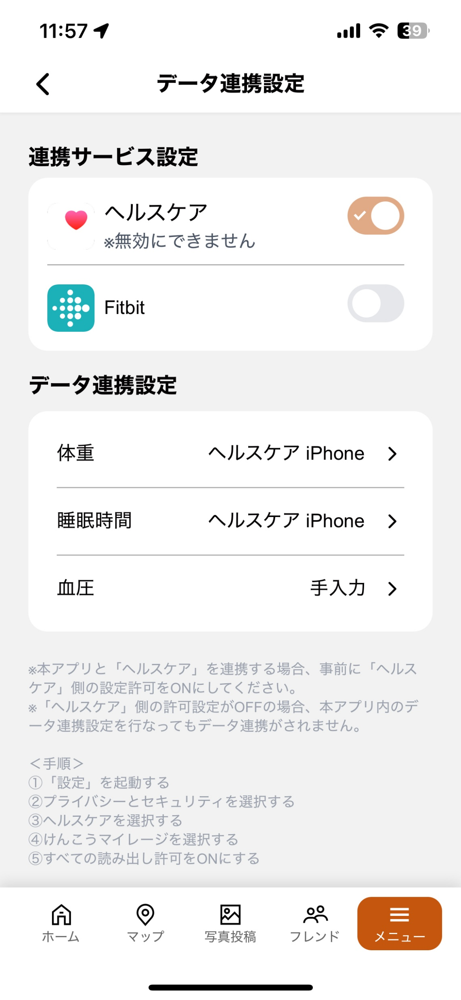 11:57
39
データ連携設定
連携サービス設定
ヘルスケア
※無効にできません
Fitbit
データ連携設定
体重 ヘルスケア iPhone
睡眠時間 ヘルスケア iPhone
血圧 手入力
※本アプリと「ヘルスケア」を連携する場合、事前に「ヘルス
ケア」側の設定許可をONにしてください。
※「ヘルスケア」側の許可設定がOFFの場合、本アプリ内のデ
ータ連携設定を行なってもデータ連携がされません。
＜手順＞
①「設定」を起動する
②プライバシーとセキュリティを選択する
③ヘルスケアを選択する
④けんこうマイレージを選択する
⑤すべての読み出し許可をONにする
ホーム マップ 写真投稿 フレンド メニュー